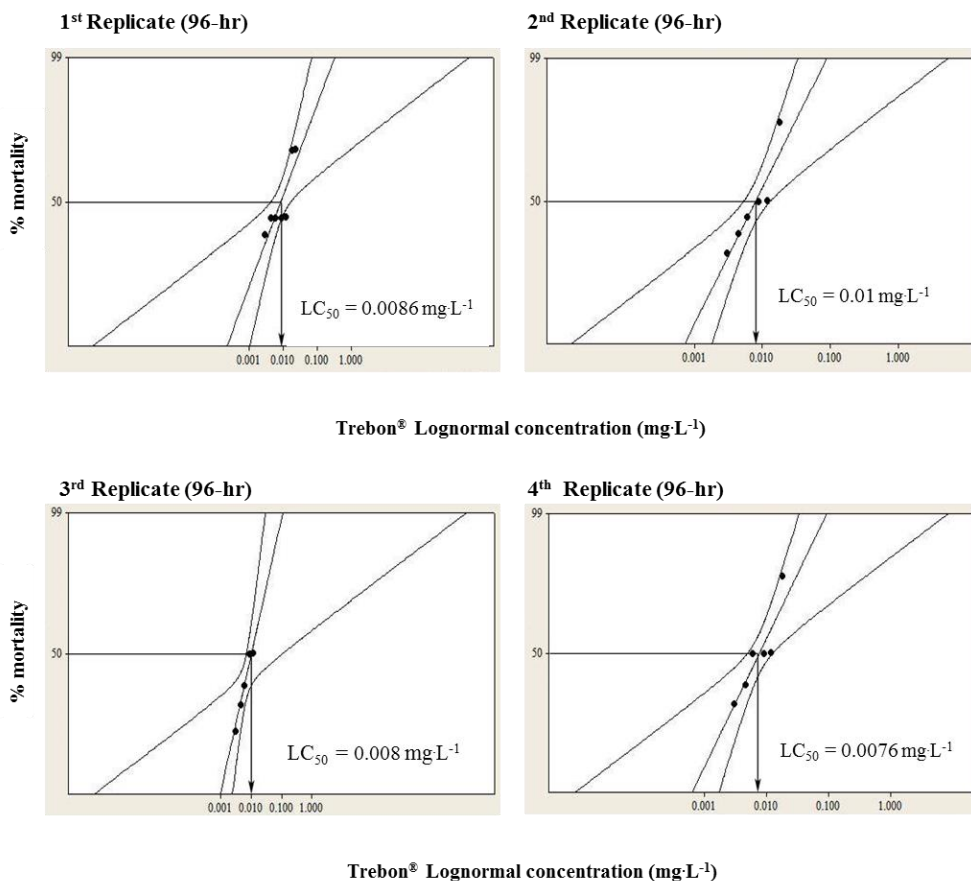 1st Replicate (96-hr)
2nd Replicate (96-hr)
% mortality
99
50
LC50 = 0.0086 mg·L-1
0.001 0.010 0.100 1.000
99
50
LC50 = 0.01 mg·L-1
0.001 0.010 0.100 1.000
Trebon® Lognormal concentration (mg·L-1)
3rd Replicate (96-hr)
4th Replicate (96-hr)
% mortality
99
50
LC50 = 0.008 mg·L-1
0.001 0.010 0.100 1.000
99
50
LC50 = 0.0076 mg·L-1
0.001 0.010 0.100 1.000
Trebon® Lognormal concentration (mg·L-1)